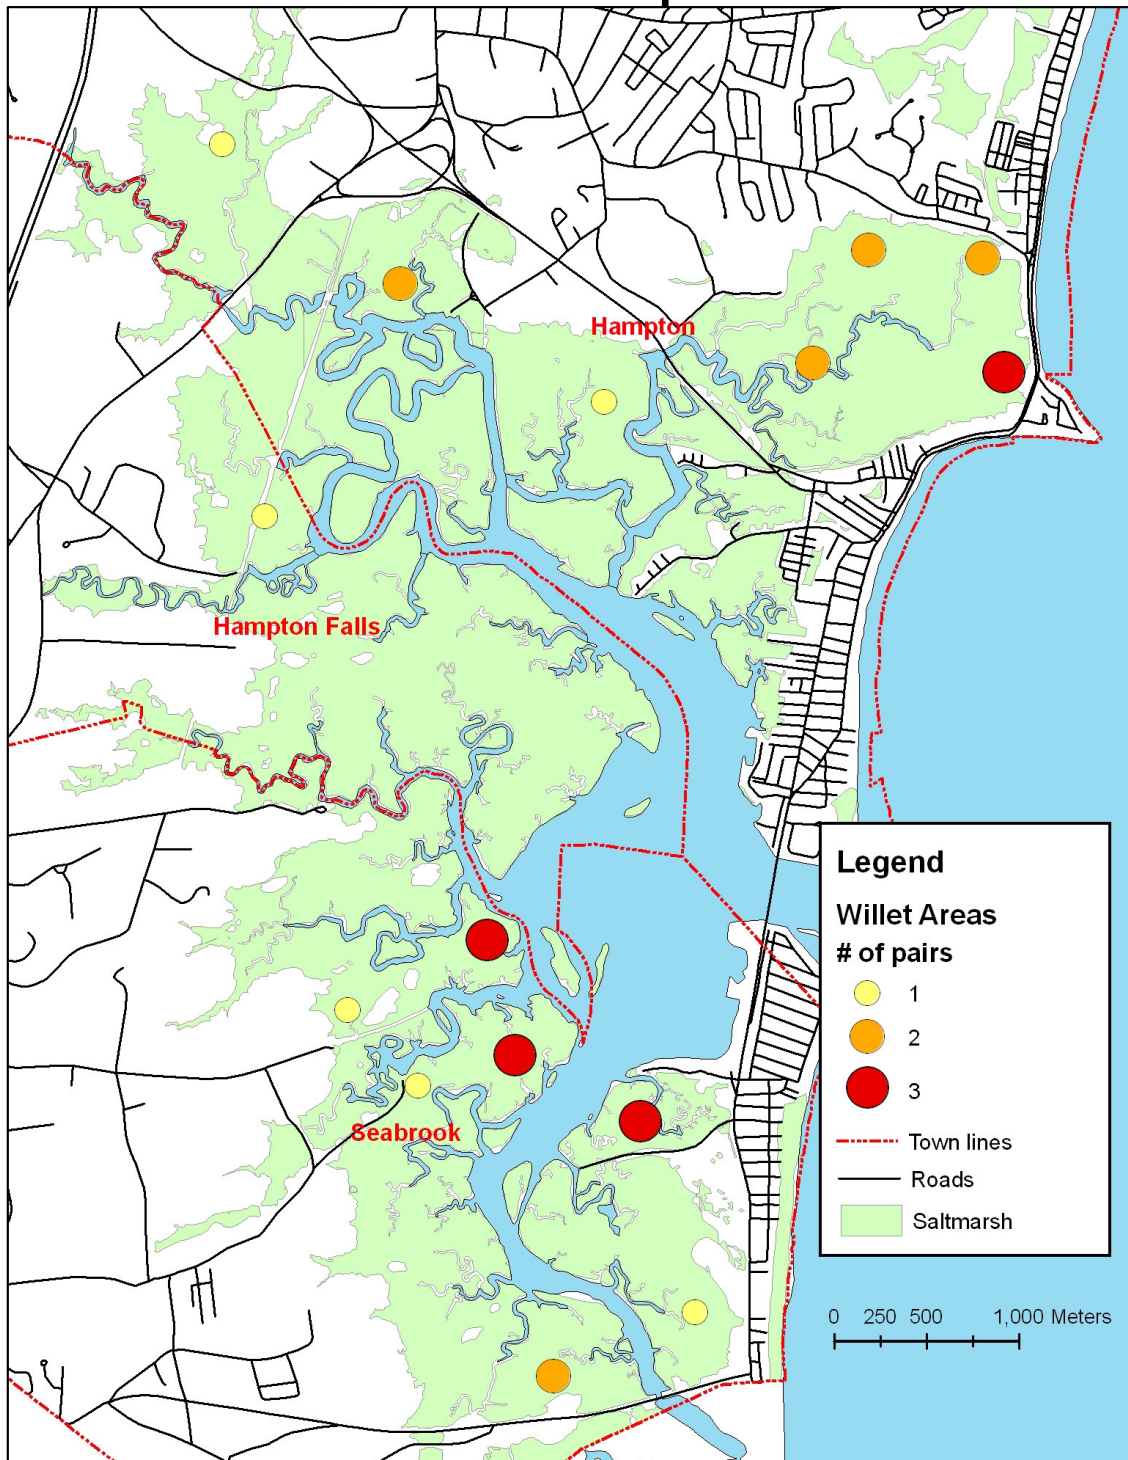 Hampton
Hampton Falls
Seabrook
Legend
Willet Areas
# of pairs
1
2
3
Town lines
Roads
Saltmarsh
0 250 500 1,000 Meters